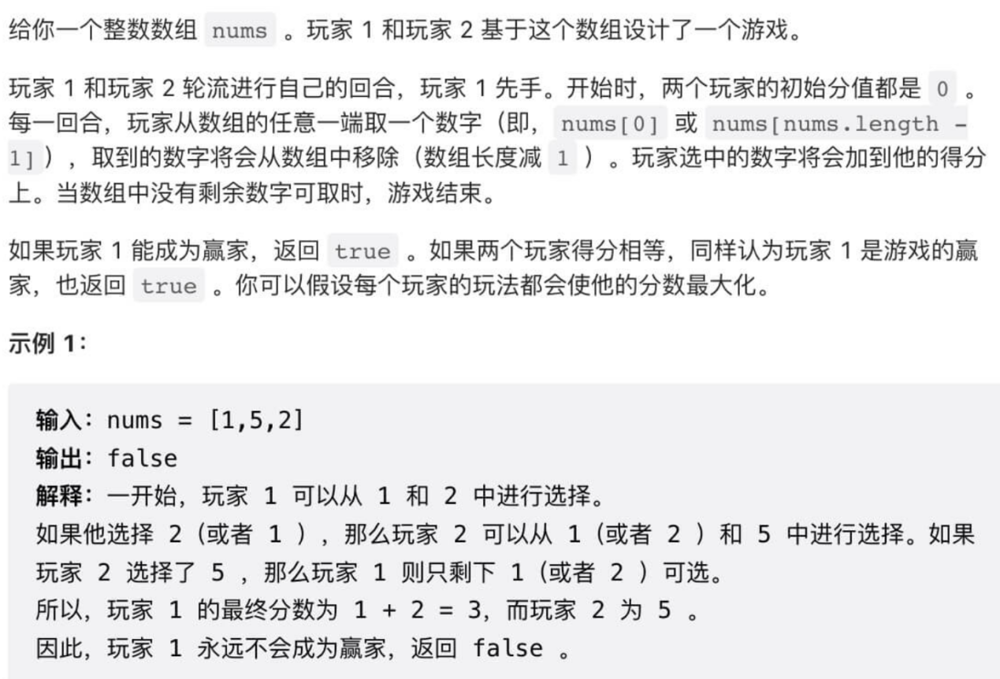 给你一个整数数组 nums 。玩家 1 和玩家 2 基于这个数组设计了一个游戏。
玩家 1 和玩家 2 轮流进行自己的回合，玩家 1 先手。开始时，两个玩家的初始分值都是 0 。
每一回合，玩家从数组的任意一端取一个数字（即，nums[0] 或 nums[nums.length -
1]），取到的数字将会从数组中移除（数组长度减 1 ）。玩家选中的数字将会加到他的得分
上。当数组中没有剩余数字可取时，游戏结束。
如果玩家 1 能成为赢家，返回 true 。如果两个玩家得分相等，同样认为玩家 1 是游戏的赢
家，也返回 true 。你可以假设每个玩家的玩法都会使他的分数最大化。
示例 1：
输入：nums = [1,5,2]
输出：false
解释：一开始，玩家 1 可以从 1 和 2 中进行选择。
如果他选择 2（或者 1 ），那么玩家 2 可以从 1（或者 2 ）和 5 中进行选择。如果
玩家 2 选择了 5 ，那么玩家 1 则只剩下 1（或者 2 ）可选。
所以，玩家 1 的最终分数为 1 + 2 = 3，而玩家 2 为 5 。
因此，玩家 1 永远不会成为赢家，返回 false 。